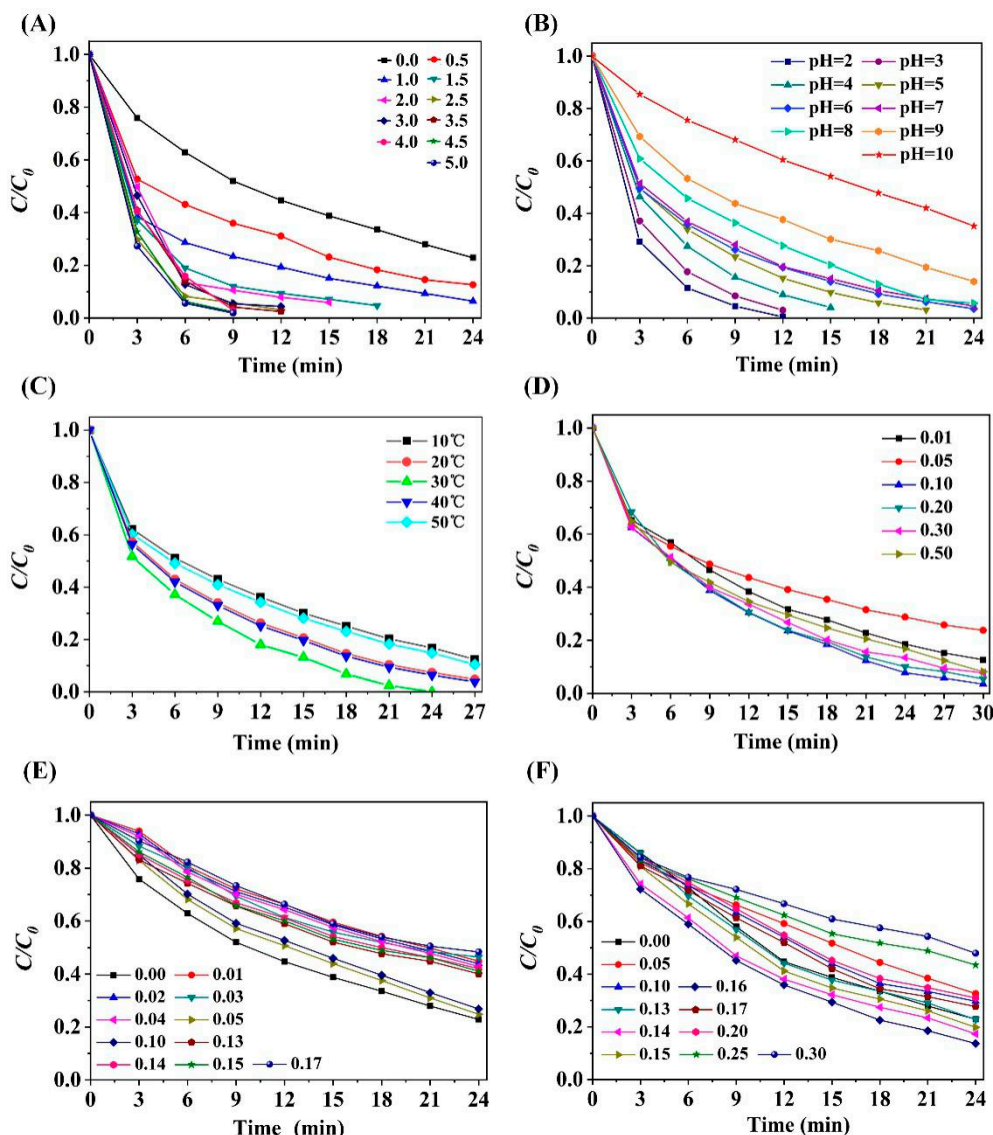 (A)
C/C0
1.0
0.8
0.6
0.4
0.2
0.0
0 3 6 9 12 15 18 21 24
Time (min)
0.0 0.5
1.0 1.5
2.0 2.5
3.0 3.5
4.0 4.5
5.0
(B)
C/C0
1.0
0.8
0.6
0.4
0.2
0.0
0 3 6 9 12 15 18 21 24
Time (min)
pH=2 pH=3
pH=4 pH=5
pH=6 pH=7
pH=8 pH=9
pH=10
(C)
C/C0
1.0
0.8
0.6
0.4
0.2
0.0
0 3 6 9 12 15 18 21 24 27
Time (min)
10℃
20℃
30℃
40℃
50℃
(D)
C/C0
1.0
0.8
0.6
0.4
0.2
0.0
0 3 6 9 12 15 18 21 24 27 30
Time (min)
0.01
0.05
0.10
0.20
0.30
0.50
(E)
C/C0
1.0
0.8
0.6
0.4
0.2
0.0
0 3 6 9 12 15 18 21 24
Time (min)
0.00 0.01
0.02 0.03
0.04 0.05
0.10 0.13
0.14 0.15 0.17
(F)
C/C0
1.0
0.8
0.6
0.4
0.2
0.0
0 3 6 9 12 15 18 21 24
Time (min)
0.00
0.05
0.10 0.16
0.13 0.17
0.14 0.20
0.15 0.25 0.30